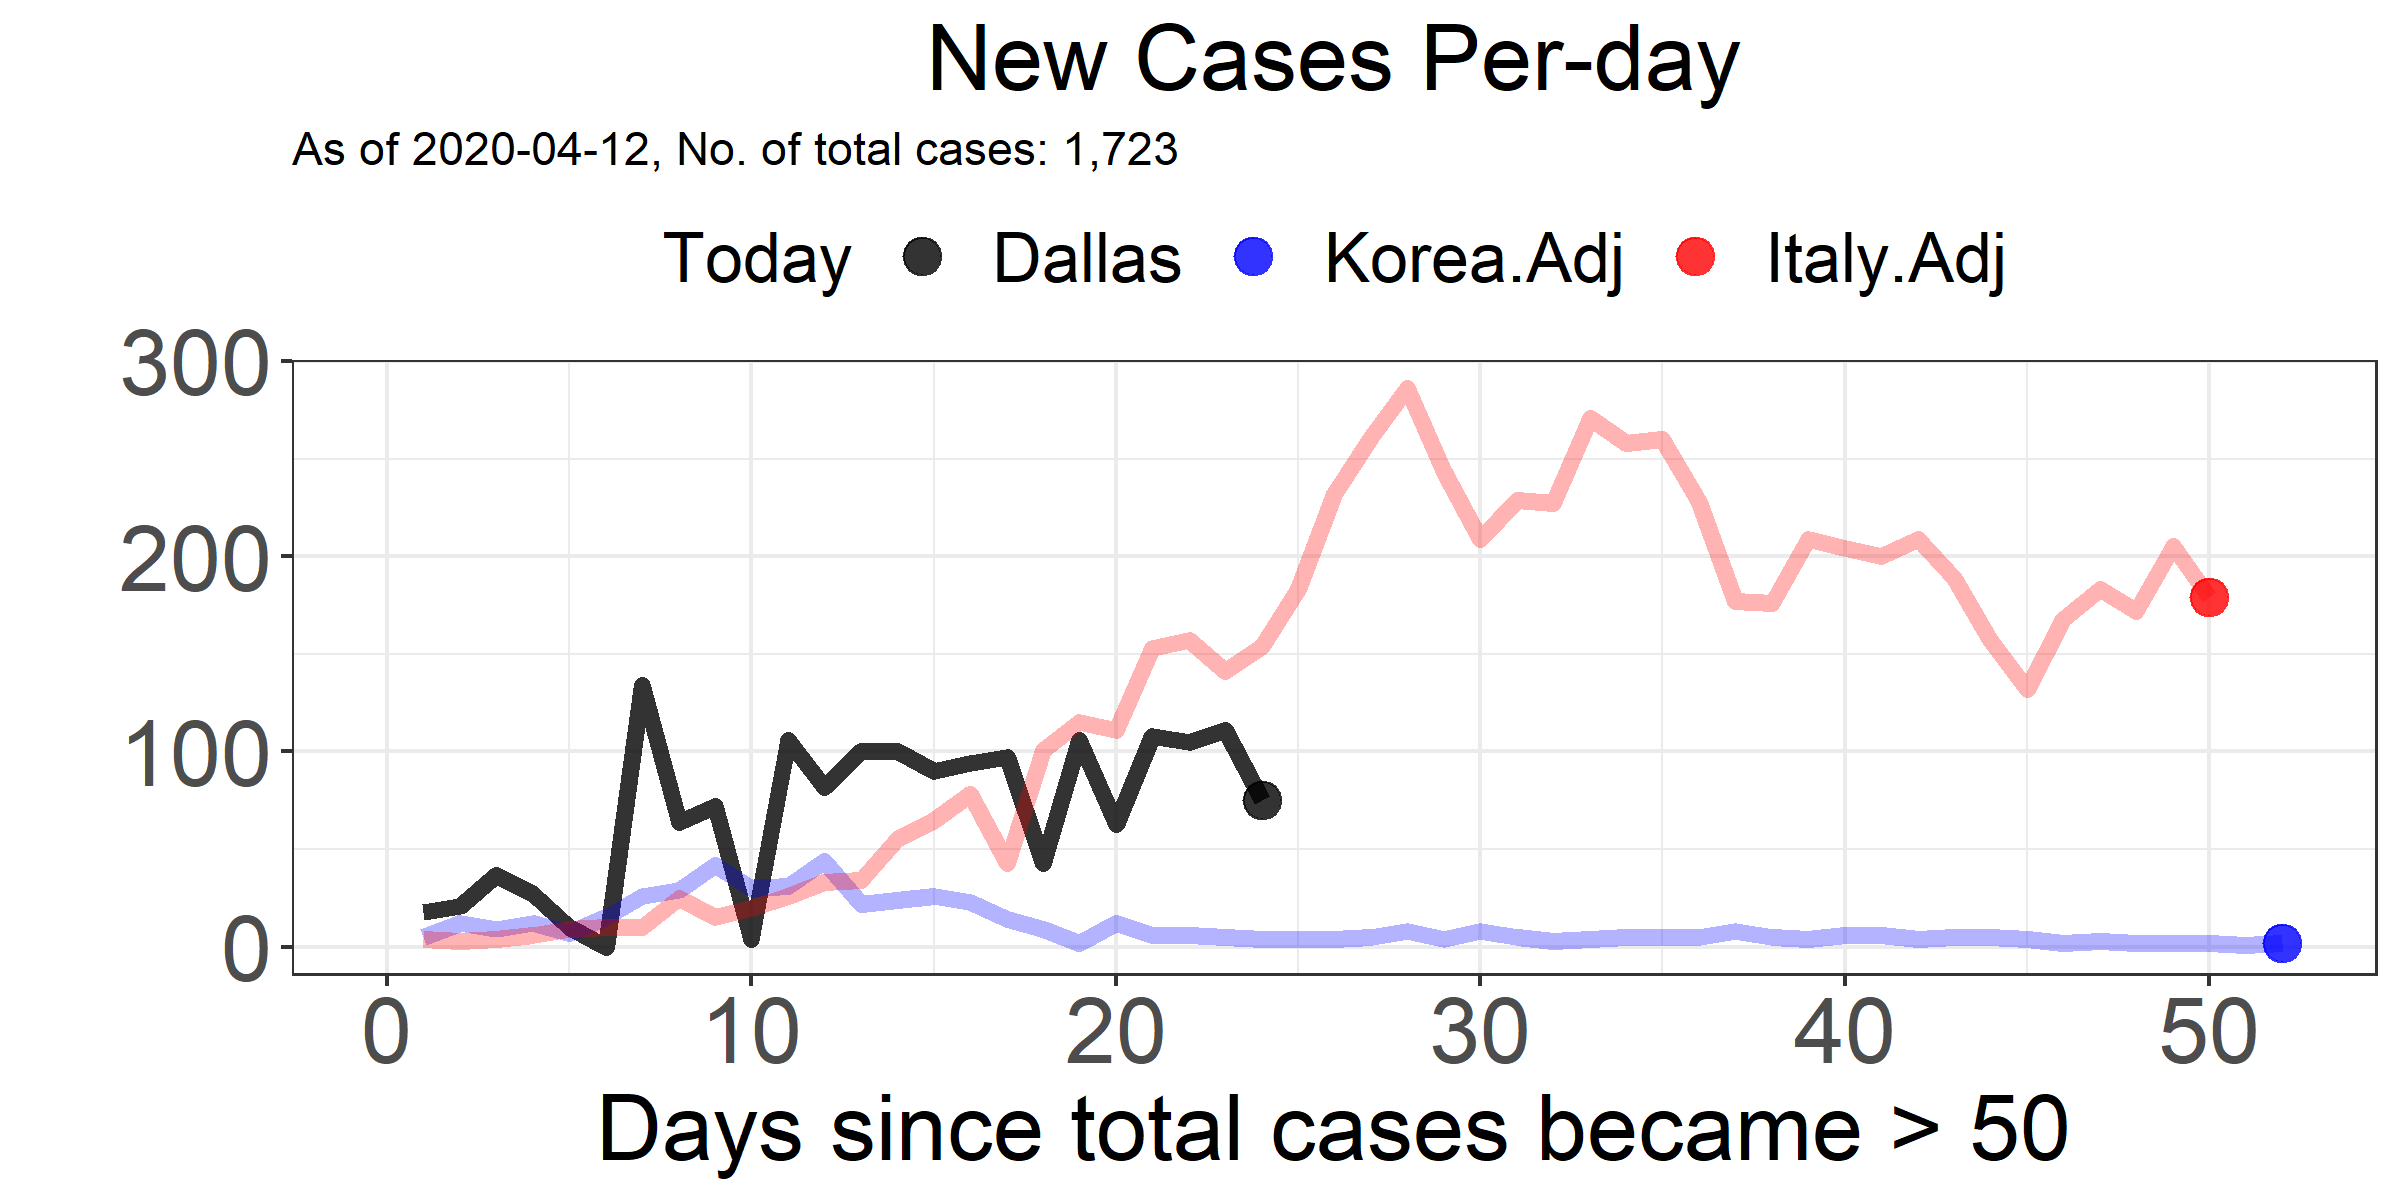 New Cases Per-day
As of 2020-04-12, No. of total cases: 1,723
Today Dallas Korea.Adj Italy.Adj
300
200
100
0
0 10 20 30 40 50
Days since total cases became > 50